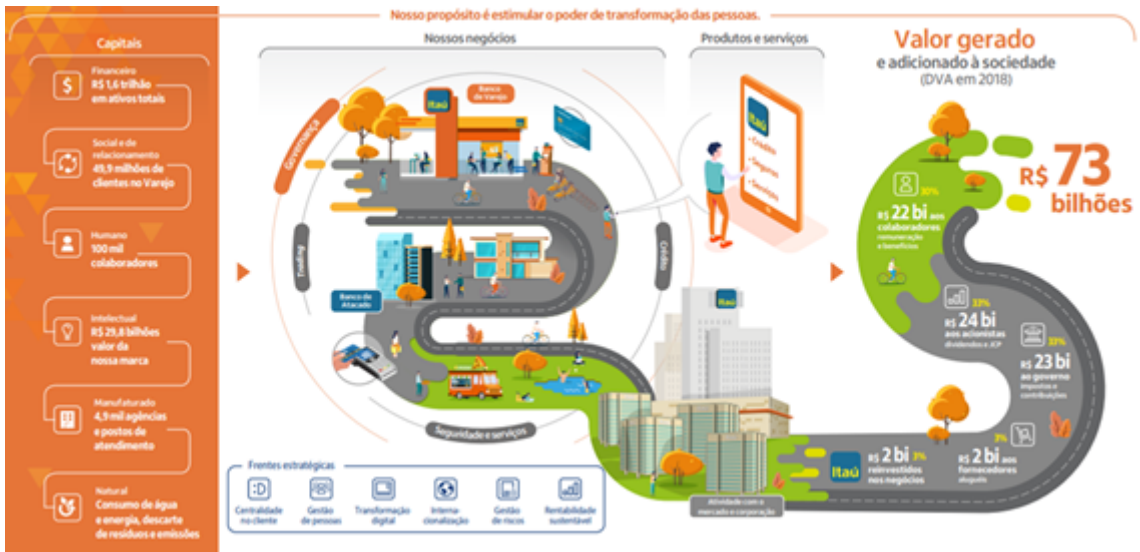 Nosso propósito é estimular o poder de transformação das pessoas.
Capitais
Financeiro
R$ 1,6 trilhão
em ativos totais
Social e de
relacionamento
49,9 milhões de
clientes no Varejo
Humano
100 mil
colaboradores
Intelectual
R$ 29,8 bilhões
valor da
nossa marca
Manufaturado
4,9 mil agências
e postos de
atendimento
Natural
Consumo de água
e energia, descarte
de resíduos e emissões
Nossos negócios
Governança
Banco
de Varejo
Itaú
Trading
Crédito
Banco de
Atacado
Seguridade e serviços
Frentes estratégicas
:D
Centralidade
no cliente
Gestão
de pessoas
Transformação
digital
Interna
cionalização
Gestão
de riscos
Rentabilidade
sustentável
Produtos e serviços
Itaú
• Crédito
• Seguros
• Serviços
Itaú
Atividade com o
mercado e corporação
Valor gerado
e adicionado à sociedade
(DVA em 2018)
R$ 73
bilhões
30%
R$ 22 bi aos
colaboradores
remuneração
e benefícios
33%
R$ 24 bi
aos acionistas
dividendos e JCP
33%
R$ 23 bi
ao governo
impostos e
contribuições
3%
R$ 2 bi aos
fornecedores
aluguéis
Itaú
R$ 2 bi 3%
reinvestidos
nos negócios